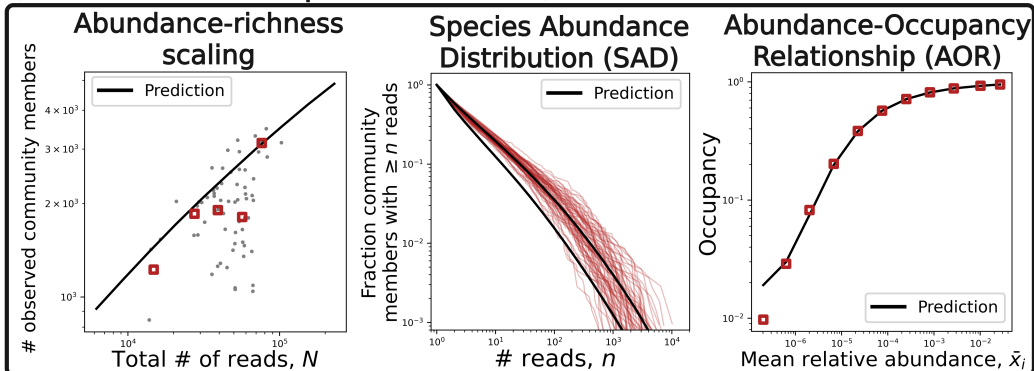 Abundance-richness
scaling
# observed community members
Prediction
4 × 10³
3 × 10³
2 × 10³
10³
10⁴
10⁵
Total # of reads, N
Species Abundance
Distribution (SAD)
Fraction community
members with ≥ n reads
Prediction
10⁰
10⁻¹
10⁻²
10⁻³
10⁰
10¹
10²
10³
10⁴
# reads, n
Abundance-Occupancy
Relationship (AOR)
Occupancy
10⁰
10⁻¹
10⁻²
Prediction
10⁻⁶
10⁻⁵
10⁻⁴
10⁻³
10⁻²
Mean relative abundance, x̄ᵢ